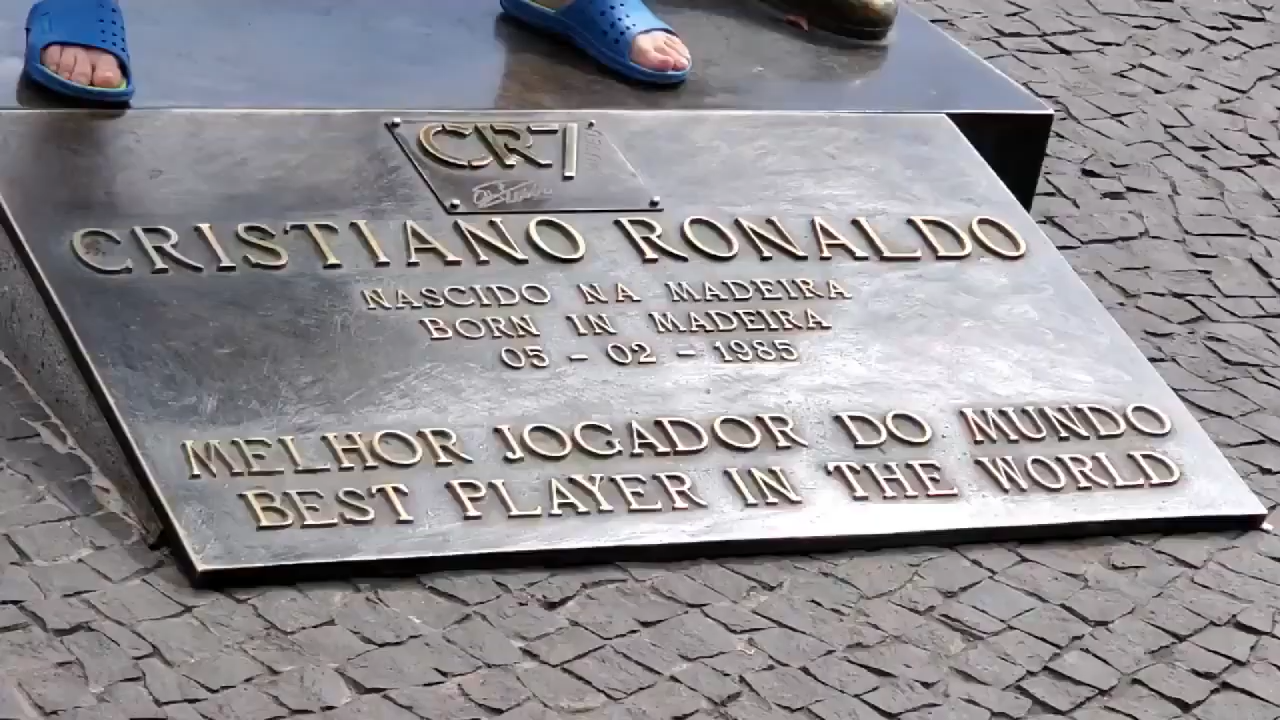 CR7
CRISTIANO RONALDO
NASCIDO NA MADEIRA
BORN IN MADEIRA
05 - 02 - 1985
MELHOR JOGADOR DO MUNDO
BEST PLAYER IN THE WORLD